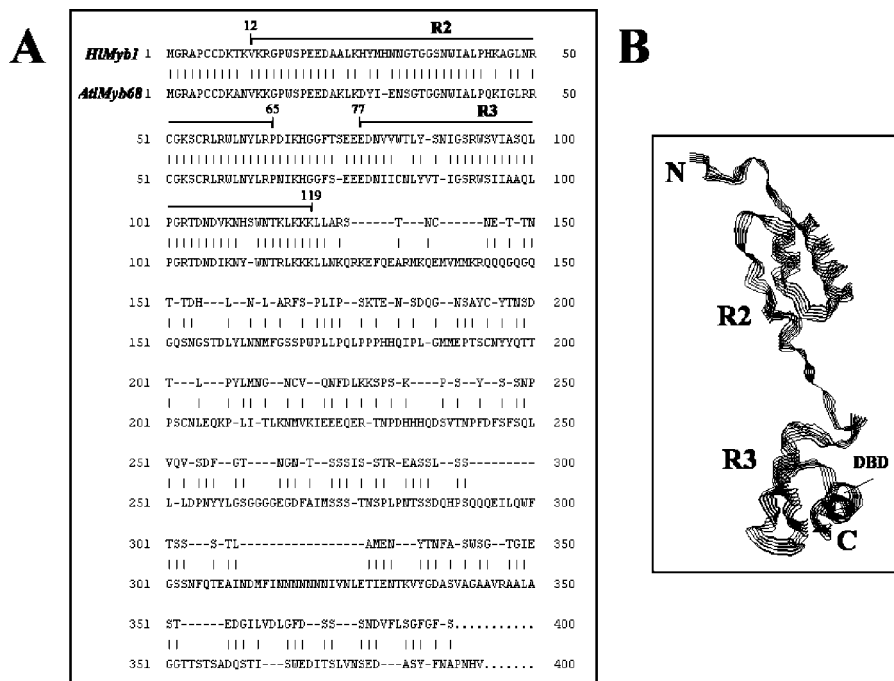 A
B
12 R2
HlMyb1 1 MGRAPCCDKTKVKRGPWSPEEDAALKHYMHNNGTGGSNWIALPHKAGLNR 50
AtlMyb68 1 MGRAPCCDKANVKKGPWSPEEDAKLKDYI-ENSGTGGNWIALPQKIGLRR 50
65 77 R3
51 CGKSCRLRWLNYLRPDIKHGGFTSEEEDNVVWTLY-SNIGSRWSVIASQL 100
51 CGKSCRLRWLNYLRPNIKHGGFS-EEEDNIICNLYVT-IGSRWSIIAAQL 100
119
101 PGRTDNDVKNHSWNTKLKKKLLARS------T--NC------NE-T-TN 150
101 PGRTDNDIKNY-WNTRLKKKLLNKQRKEFQEARMKQEMVMMKRQQQGQGQ 150
151 T-TDH--L--N-L-ARFS-PLIP--SKTE-N-SDQG--NSAYC-YTNSD 200
151 GQSNGSTDLYLNNMFGSSPWPLLPQLPPPHHQIPL-GMMEPTSCNYYQTT 200
201 T---L--PYLMNG--NCV-QNFDLKKSPS-K----P-S--Y--S-SNP 250
201 PSCNLEQKP-LI-TLKNMVKIEEEQER-TNPDHHHQDSVTNPFDFSFSQL 250
251 VQV-SDF--GT----NGN-T-SSSIS-STR-EASSL--SS--------- 300
251 L-LDPNYYLGSGGGGEGDFAIMSSS-TNSPLPNTSSDQHPSQQQEILQWF 300
301 TSS---S-TL-----------------AMEN---YTNFA-SWSG--TGIE 350
301 GSSNFQTEAINDMFINNNNNNNIVNLETIENTKVYGDASVAGAAVRAALA 350
351 ST------EDGILVDLGFD--SS---SNDVFLSGFGF-S........... 400
351 GGTTSTSADQSTI---SWEDITSLVNSED---ASY-FNAPNHV....... 400
N
R2
R3
DBD
C